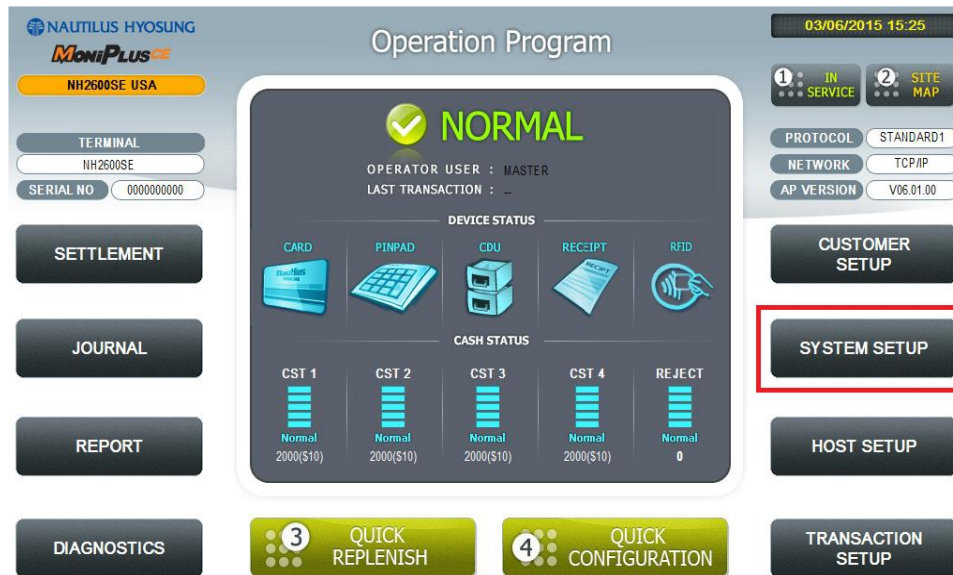 NAUTILUS HYOSUNG
MONiPLUSCE
NH2600SE USA
Operation Program
03/06/2015 15:25
1 IN SERVICE
2 SITE MAP
TERMINAL
NH2600SE
SERIAL NO 0000000000
PROTOCOL STANDARD1
NETWORK TCP/IP
AP VERSION V06.01.00
NORMAL
OPERATOR USER : MASTER
LAST TRANSACTION : _
DEVICE STATUS
CARD PINPAD CDU RECEIPT RFID
Nautilus
RECIPT
CASH STATUS
CST 1 CST 2 CST 3 CST 4 REJECT
Normal Normal Normal Normal Normal
2000($10) 2000($10) 2000($10) 2000($10) 0
SETTLEMENT
JOURNAL
REPORT
DIAGNOSTICS
CUSTOMER
SETUP
SYSTEM SETUP
HOST SETUP
TRANSACTION
SETUP
3 QUICK
REPLENISH
4 QUICK
CONFIGURATION